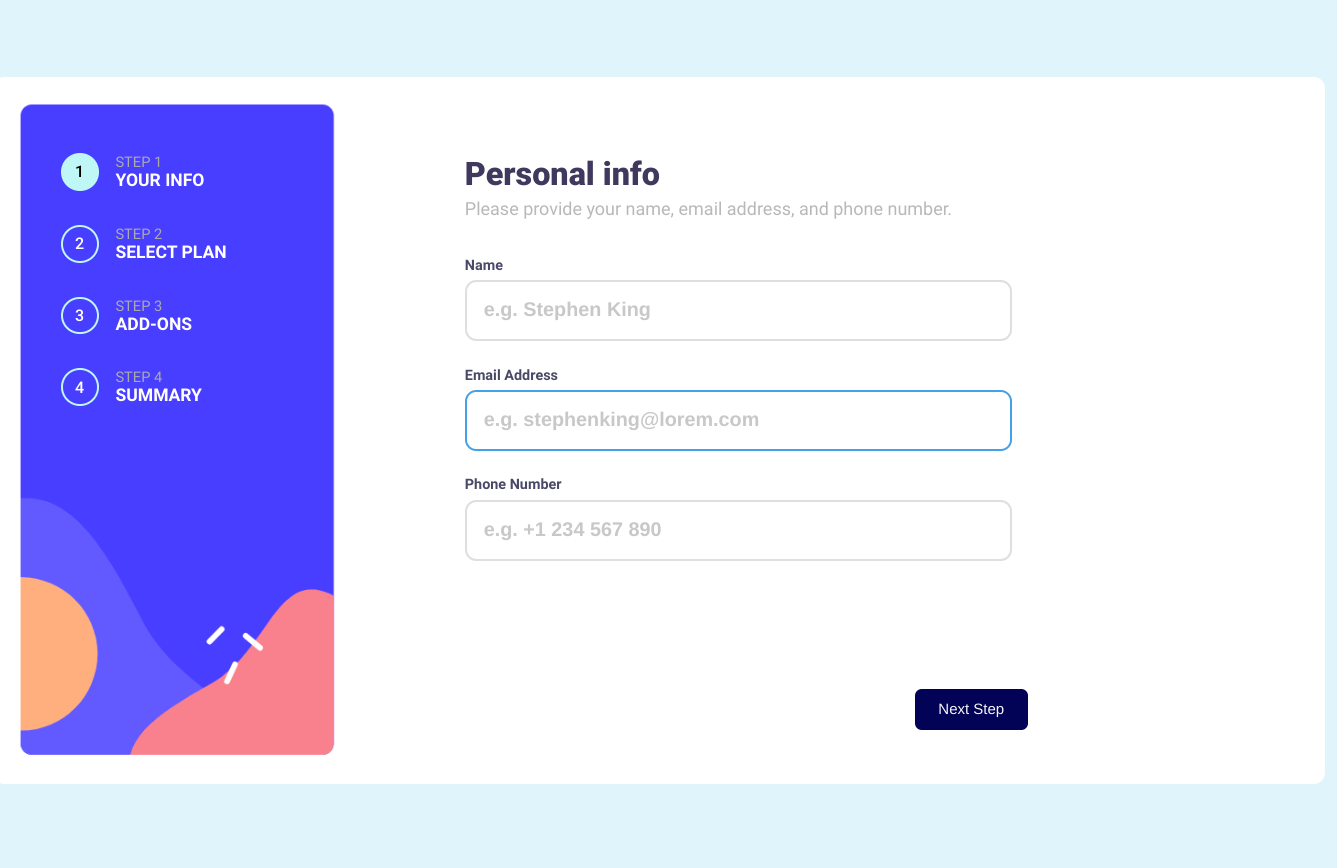 1
STEP 1
YOUR INFO
2
STEP 2
SELECT PLAN
3
STEP 3
ADD-ONS
4
STEP 4
SUMMARY
Personal info
Please provide your name, email address, and phone number.
Name
e.g. Stephen King
Email Address
e.g. stephenking@lorem.com
Phone Number
e.g. +1 234 567 890
Next Step